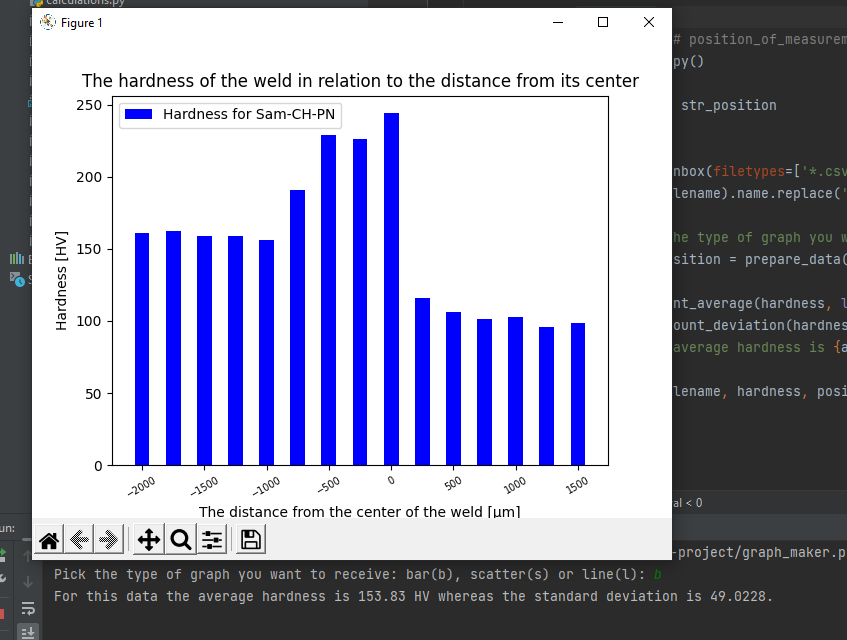 calculations.py
Figure 1
# position_of_measurem
py()
str_position
nbox(filetypes=['*.csv
lename).name.replace('
he type of graph you w
sition = prepare_data(
nt_average(hardness, l
ount_deviation(hardnes
average hardness is {a
lename, hardness, posi
al < 0
The hardness of the weld in relation to the distance from its center
Hardness for Sam-CH-PN
Hardness [HV]
250
200
150
100
50
0
-2000
-1500
-1000
-500
0
500
1000
1500
The distance from the center of the weld [µm]
un:
-project/graph_maker.p
Pick the type of graph you want to receive: bar(b), scatter(s) or line(l): b
For this data the average hardness is 153.83 HV whereas the standard deviation is 49.0228.